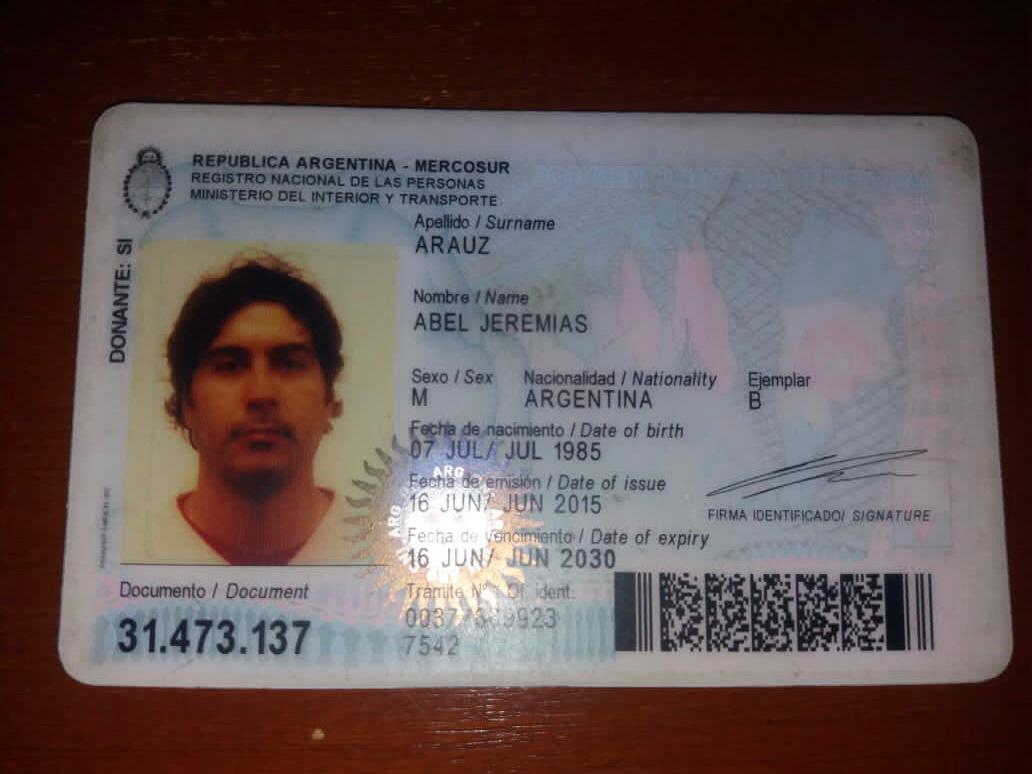 REPUBLICA ARGENTINA - MERCOSUR
REGISTRO NACIONAL DE LAS PERSONAS
MINISTERIO DEL INTERIOR Y TRANSPORTE
DONANTE: SI
Apellido / Surname
ARAUZ
Nombre / Name
ABEL JEREMIAS
Sexo / Sex Nacionalidad / Nationality Ejemplar
M ARGENTINA B
Fecha de nacimiento / Date of birth
07 JUL/ JUL 1985
ARG
Fecha de emisión / Date of issue
16 JUN/ JUN 2015
ARG
FIRMA IDENTIFICADO/ SIGNATURE
Fecha de vencimiento / Date of expiry
16 JUN/ JUN 2030
Documento / Document
31.473.137
Tramite Nº / Of. ident.
7542